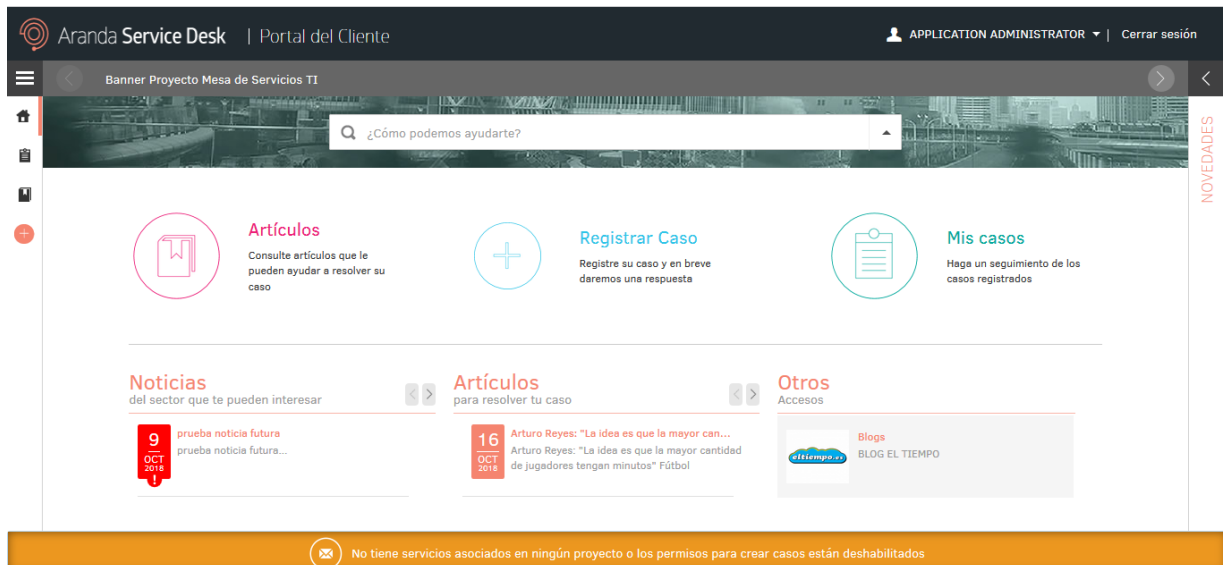 Aranda Service Desk | Portal del Cliente
APPLICATION ADMINISTRATOR | Cerrar sesión
Banner Proyecto Mesa de Servicios TI
¿Cómo podemos ayudarte?
NOVEDADES
Artículos
Consulte artículos que le
pueden ayudar a resolver su
caso
Registrar Caso
Registre su caso y en breve
daremos una respuesta
Mis casos
Haga un seguimiento de los
casos registrados
Noticias
del sector que te pueden interesar
9
OCT
2018
prueba noticia futura
prueba noticia futura...
Artículos
para resolver tu caso
16
OCT
2018
Arturo Reyes: "La idea es que la mayor can...
Arturo Reyes: "La idea es que la mayor cantidad
de jugadores tengan minutos" Fútbol
Otros
Accesos
eltiempo.es
Blogs
BLOG EL TIEMPO
No tiene servicios asociados en ningún proyecto o los permisos para crear casos están deshabilitados